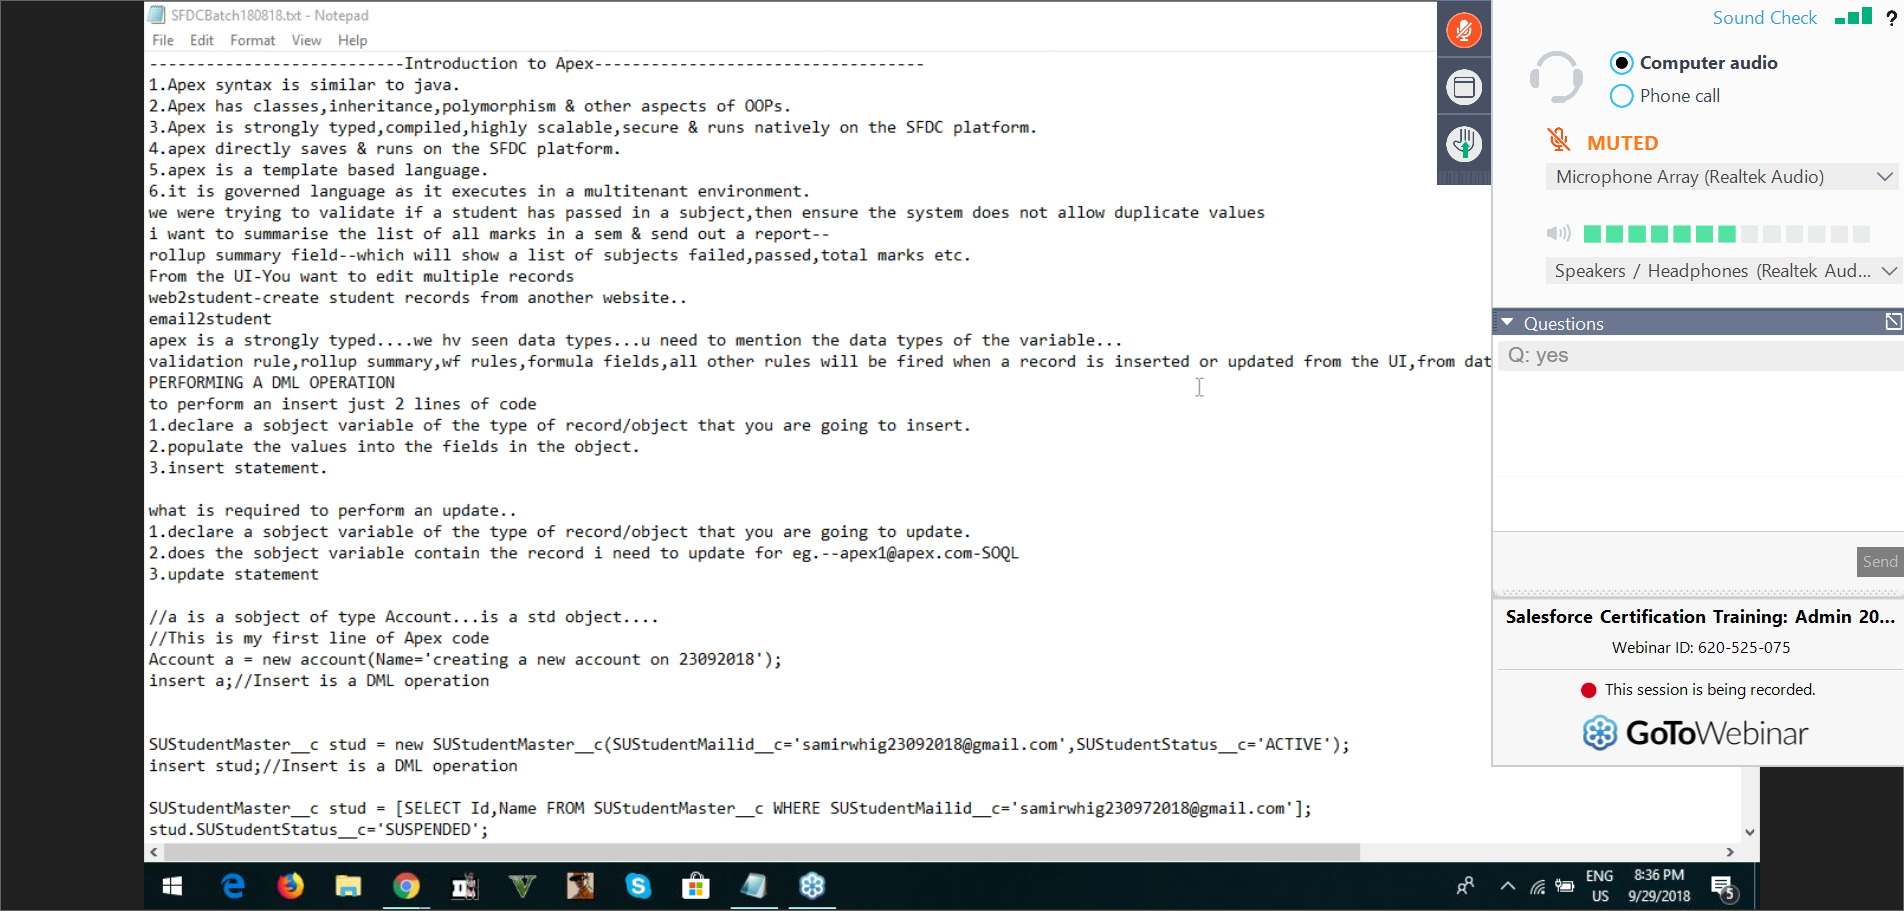 SFDCBatch180818.txt - Notepad
File Edit Format View Help
---------------------------Introduction to Apex-----------------------------------
1.Apex syntax is similar to java.
2.Apex has classes,inheritance,polymorphism & other aspects of OOPs.
3.Apex is strongly typed,compiled,highly scalable,secure & runs natively on the SFDC platform.
4.apex directly saves & runs on the SFDC platform.
5.apex is a template based language.
6.it is governed language as it executes in a multitenant environment.
we were trying to validate if a student has passed in a subject,then ensure the system does not allow duplicate values
i want to summarise the list of all marks in a sem & send out a report--
rollup summary field--which will show a list of subjects failed,passed,total marks etc.
From the UI-You want to edit multiple records
web2student-create student records from another website..
email2student
apex is a strongly typed....we hv seen data types...u need to mention the data types of the variable...
validation rule,rollup summary,wf rules,formula fields,all other rules will be fired when a record is inserted or updated from the UI,from dat
PERFORMING A DML OPERATION
to perform an insert just 2 lines of code
1.declare a sobject variable of the type of record/object that you are going to insert.
2.populate the values into the fields in the object.
3.insert statement.
what is required to perform an update..
1.declare a sobject variable of the type of record/object that you are going to update.
2.does the sobject variable contain the record i need to update for eg.--apex1@apex.com-SOQL
3.update statement
//a is a sobject of type Account...is a std object....
//This is my first line of Apex code
Account a = new account(Name='creating a new account on 23092018');
insert a;//Insert is a DML operation
SUStudentMaster__c stud = new SUStudentMaster__c(SUStudentMailid__c='samirwhig23092018@gmail.com',SUStudentStatus__c='ACTIVE');
insert stud;//Insert is a DML operation
SUStudentMaster__c stud = [SELECT Id,Name FROM SUStudentMaster__c WHERE SUStudentMailid__c='samirwhig230972018@gmail.com'];
stud.SUStudentStatus__c='SUSPENDED';
Sound Check ?
Computer audio
Phone call
MUTED
Microphone Array (Realtek Audio)
Speakers / Headphones (Realtek Aud...
Questions
Q: yes
Send
Salesforce Certification Training: Admin 20...
Webinar ID: 620-525-075
This session is being recorded.
GoToWebinar
ENG
US
8:36 PM
9/29/2018
5